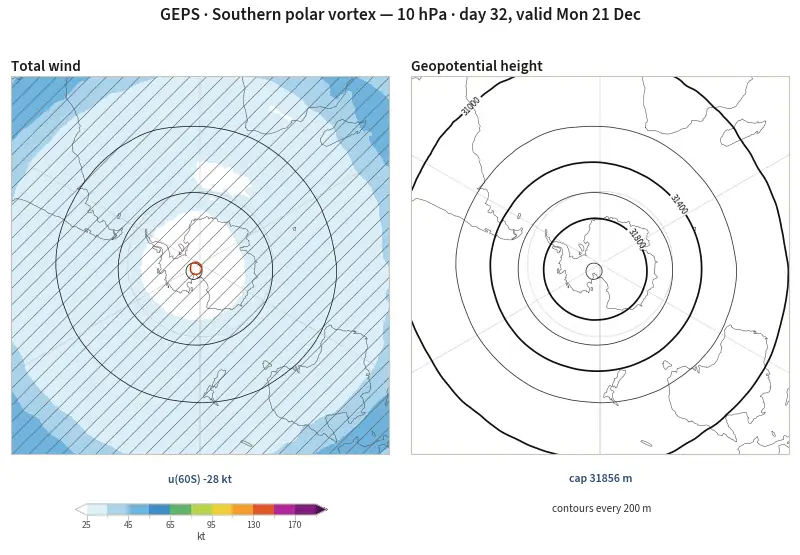 GEPS · Southern polar vortex — 10 hPa · day 32, valid Mon 21 Dec
Total wind
Geopotential height
31000
31400
31800
u(60S) -28 kt
cap 31856 m
contours every 200 m
25 45 65 95 130 170
kt